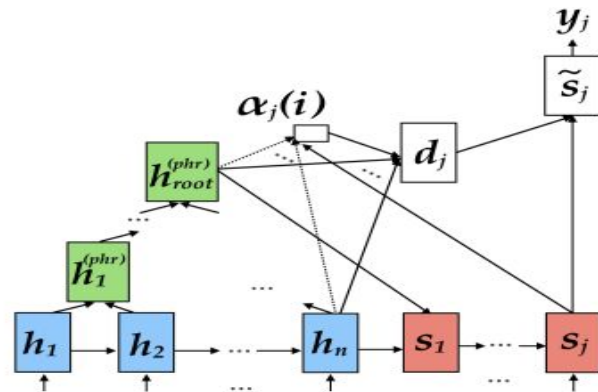 y_j
s̃_j
α_j(i)
d_j
h_root^(phr)
...
...
...
h_1^(phr)
...
h_1 h_2 ... h_n s_1 ... s_j
... ...